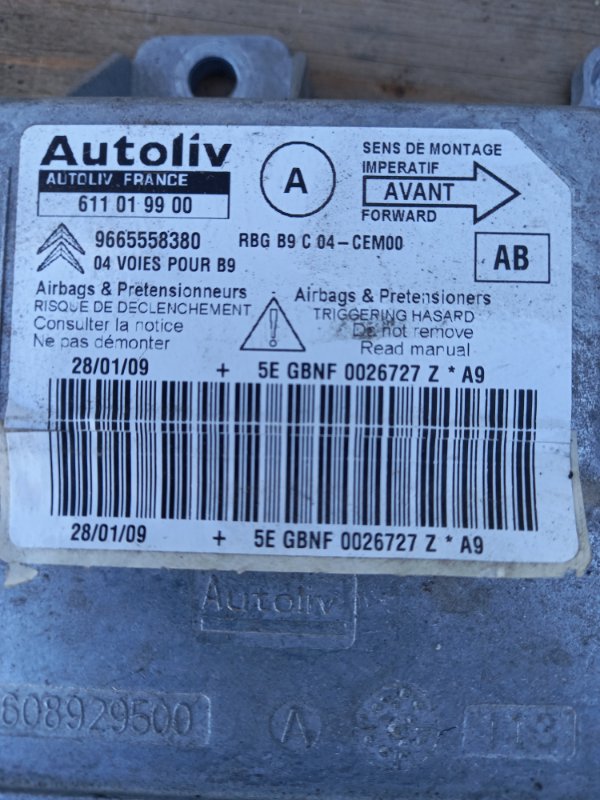 Autoliv
AUTOLIV FRANCE
611 01 99 00
A
SENS DE MONTAGE
IMPERATIF
AVANT
FORWARD
9665558380
04 VOIES POUR B9
RBG B9 C 04-CEM00
AB
Airbags & Prétensionneurs
RISQUE DE DECLENCHEMENT
Consulter la notice
Ne pas démonter
!
Airbags & Pretensioners
TRIGGERING HASARD
Do not remove
Read manual
28/01/09 + 5E GBNF 0026727 Z * A9
28/01/09 + 5E GBNF 0026727 Z * A9
Autoliv
608929500
113